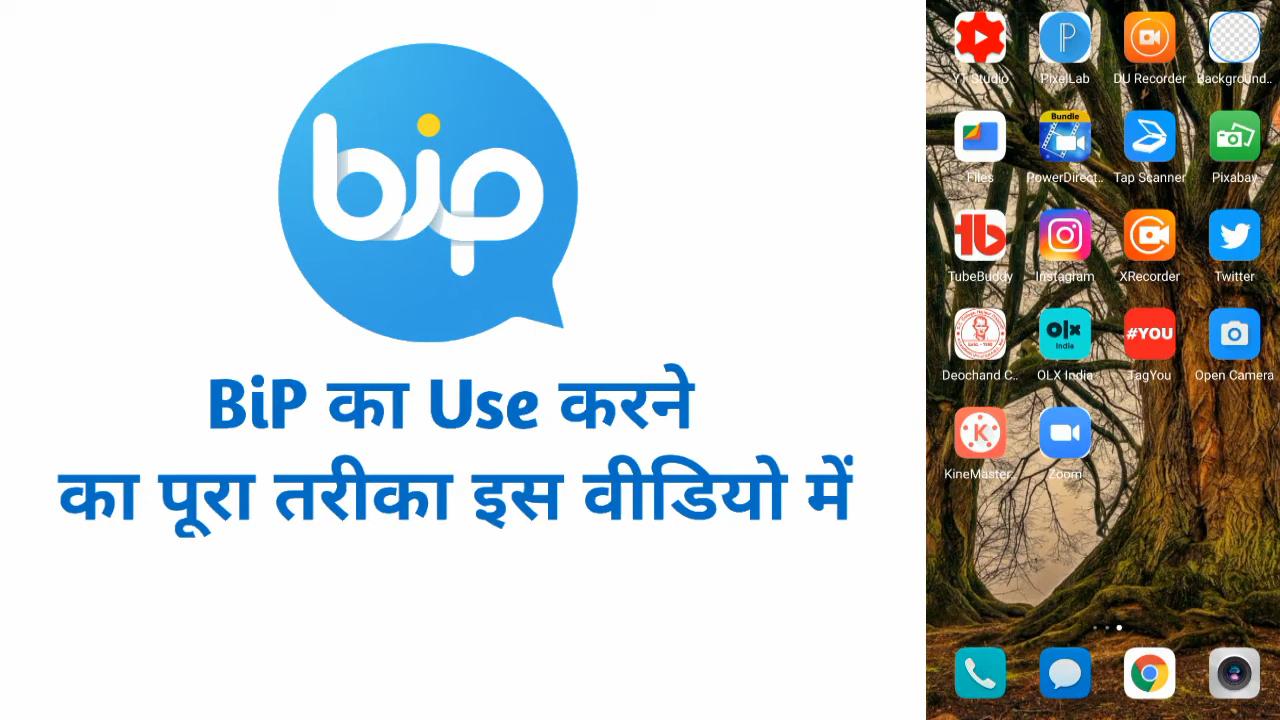 bip
BiP का Use करने
का पूरा तरीका इस वीडियो में
YT Studio
PixelLab
DU Recorder
Background..
Files
Bundle
PowerDirect..
Tap Scanner
Pixabay
TubeBuddy
Instagram
XRecorder
Twitter
Deochand C..
olx
India
OLX India
#YOU
TagYou
Open Camera
KineMaster
Zoom